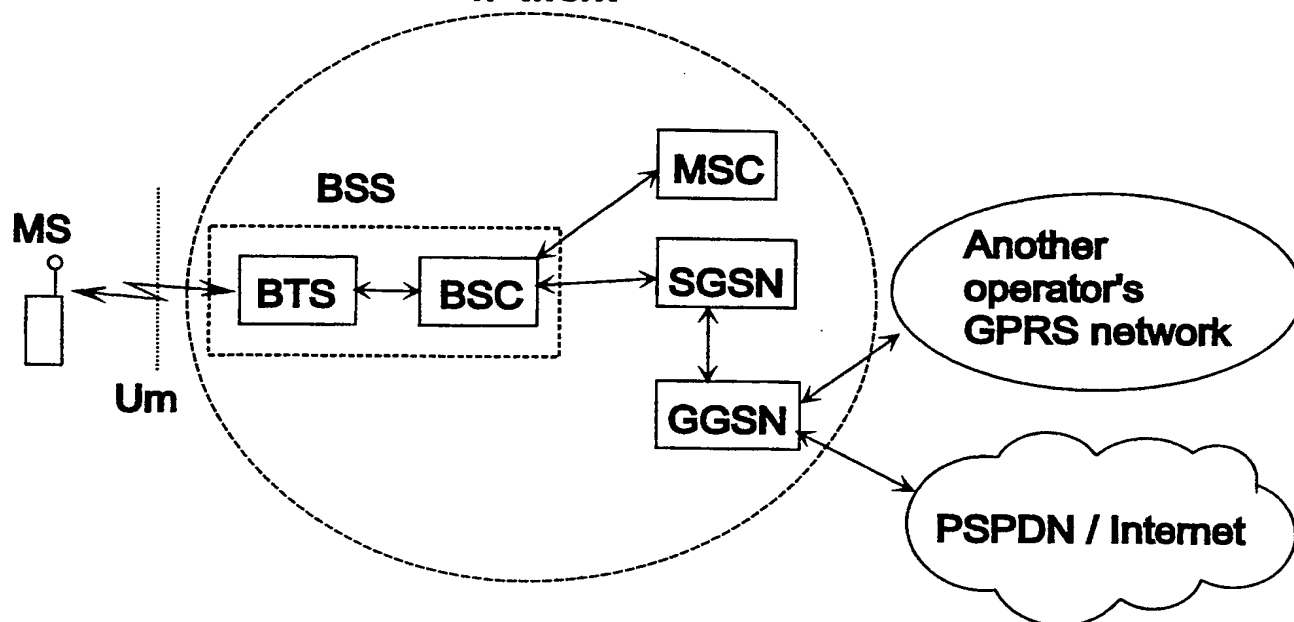 MSC
BSS
MS
BTS
BSC
SGSN
Another
operator's
GPRS network
Um
GGSN
PSPDN / Internet